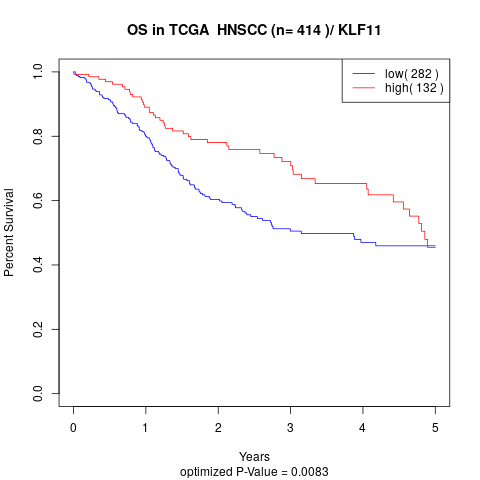 OS in TCGA HNSCC (n= 414 )/ KLF11
low( 282 )
high( 132 )
Percent Survival
1.0
0.8
0.6
0.4
0.2
0.0
0 1 2 3 4 5
Years
optimized P-Value = 0.0083